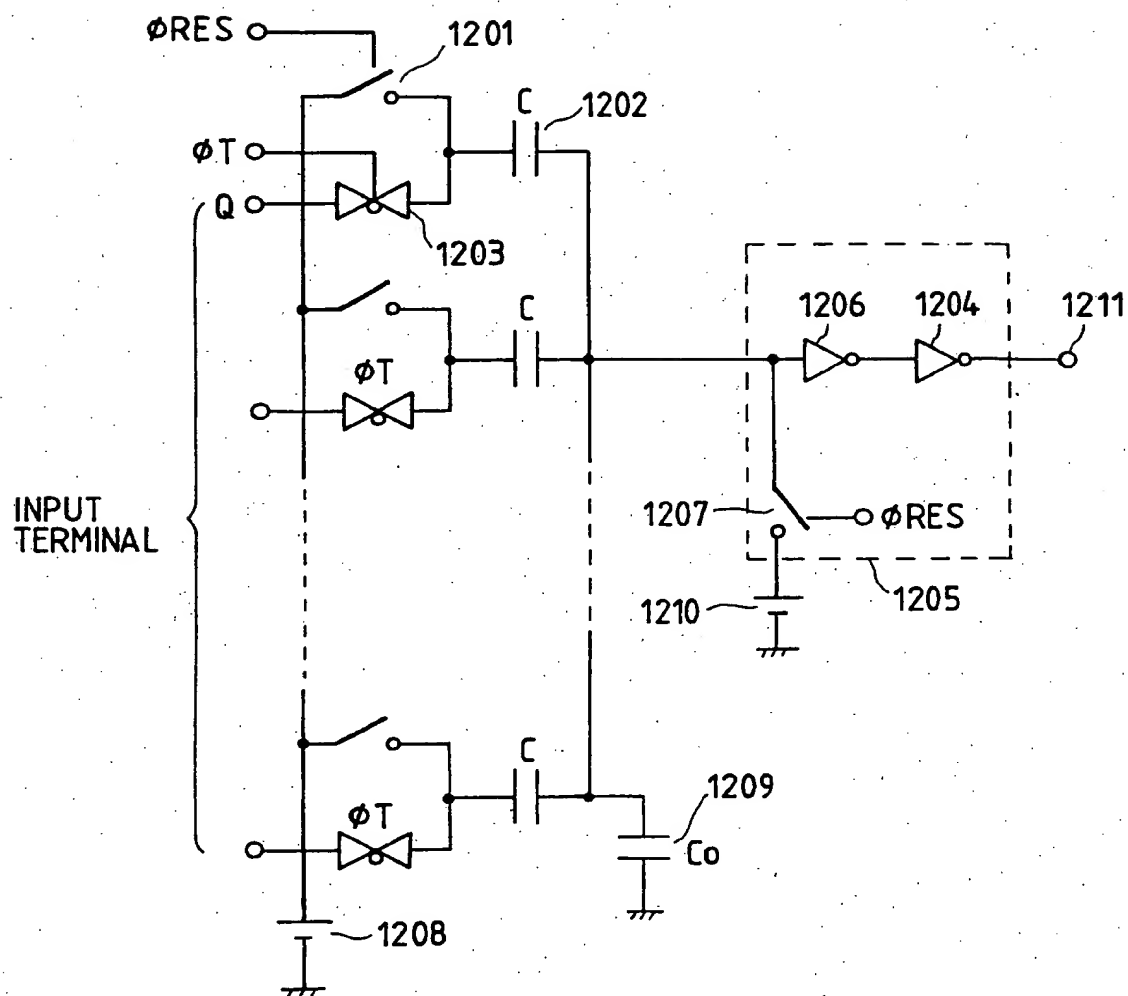 ØRES
1201
C
1202
ØT
Q
1203
C
1206
1204
1211
ØT
INPUT
TERMINAL
1207
ØRES
1210
1205
C
1209
ØT
Co
1208